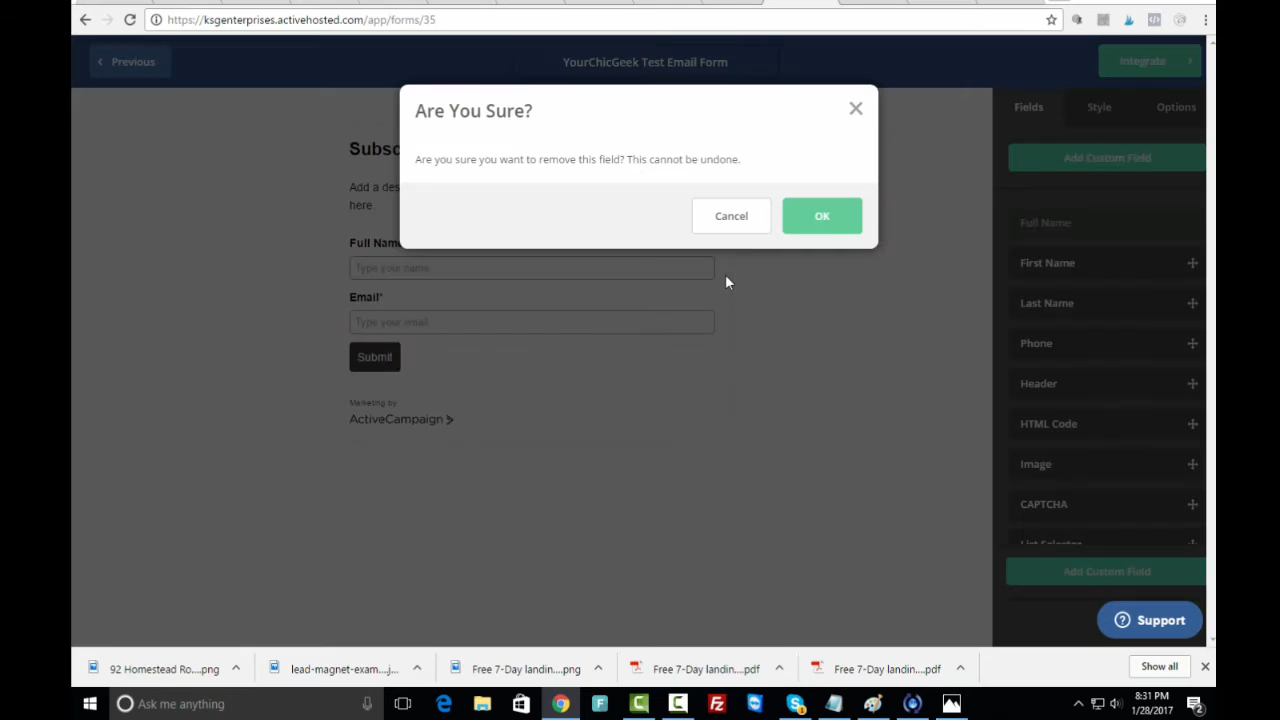 https://ksgenterprises.activehosted.com/app/forms/35
Previous
YourChicGeek Test Email Form
Integrate
Are You Sure?
Are you sure you want to remove this field? This cannot be undone.
Cancel
OK
Subsc
Add a des
here
Full Nam
Type your name
Email*
Type your email
Submit
Marketing by
ActiveCampaign
Fields
Style
Options
Add Custom Field
Full Name
First Name
Last Name
Phone
Header
HTML Code
Image
CAPTCHA
List Selector
Add Custom Field
Support
92 Homestead Ro....png
lead-magnet-exam...j...
Free 7-Day landin....png
Free 7-Day landin....pdf
Free 7-Day landin....pdf
Show all
Ask me anything
8:31 PM
1/28/2017